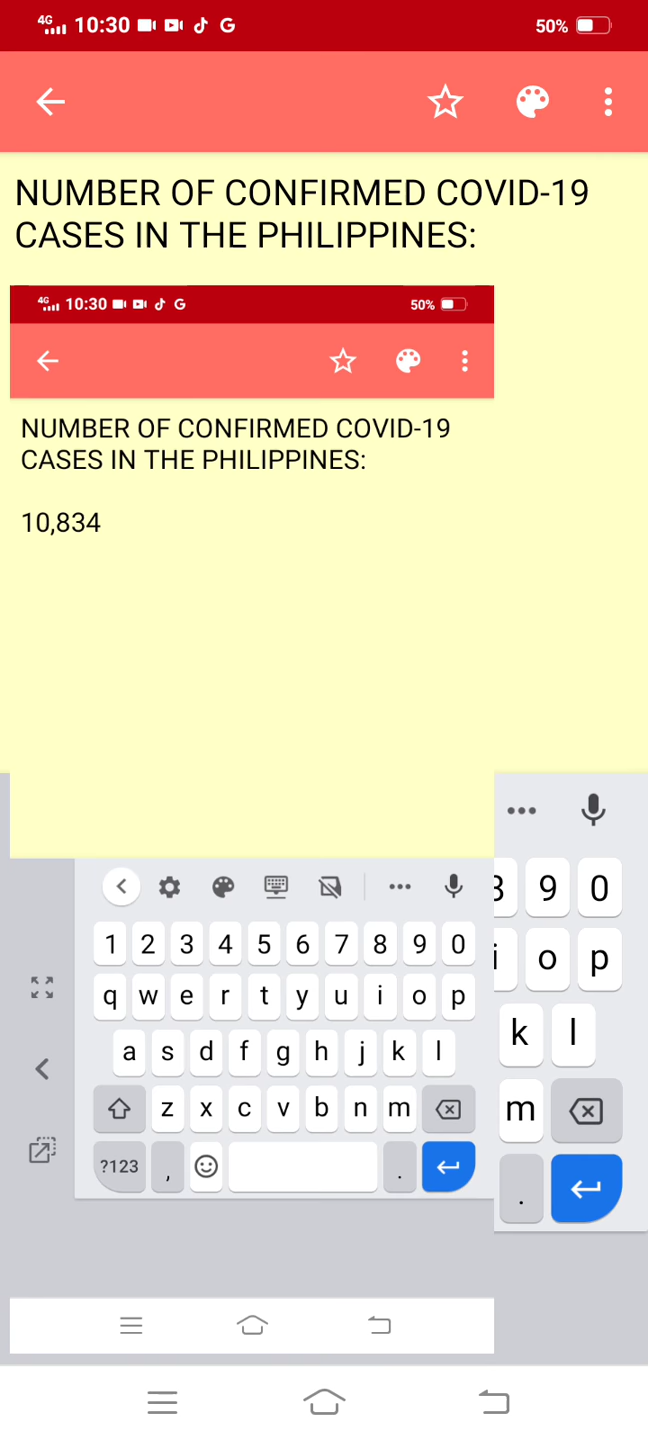 4G 10:30 50%
NUMBER OF CONFIRMED COVID-19
CASES IN THE PHILIPPINES:
4G 10:30 50%
NUMBER OF CONFIRMED COVID-19
CASES IN THE PHILIPPINES:
10,834
1 2 3 4 5 6 7 8 9 0
q w e r t y u i o p
a s d f g h j k l
z x c v b n m
?123 , .
9 0
i o p
k l
m
.